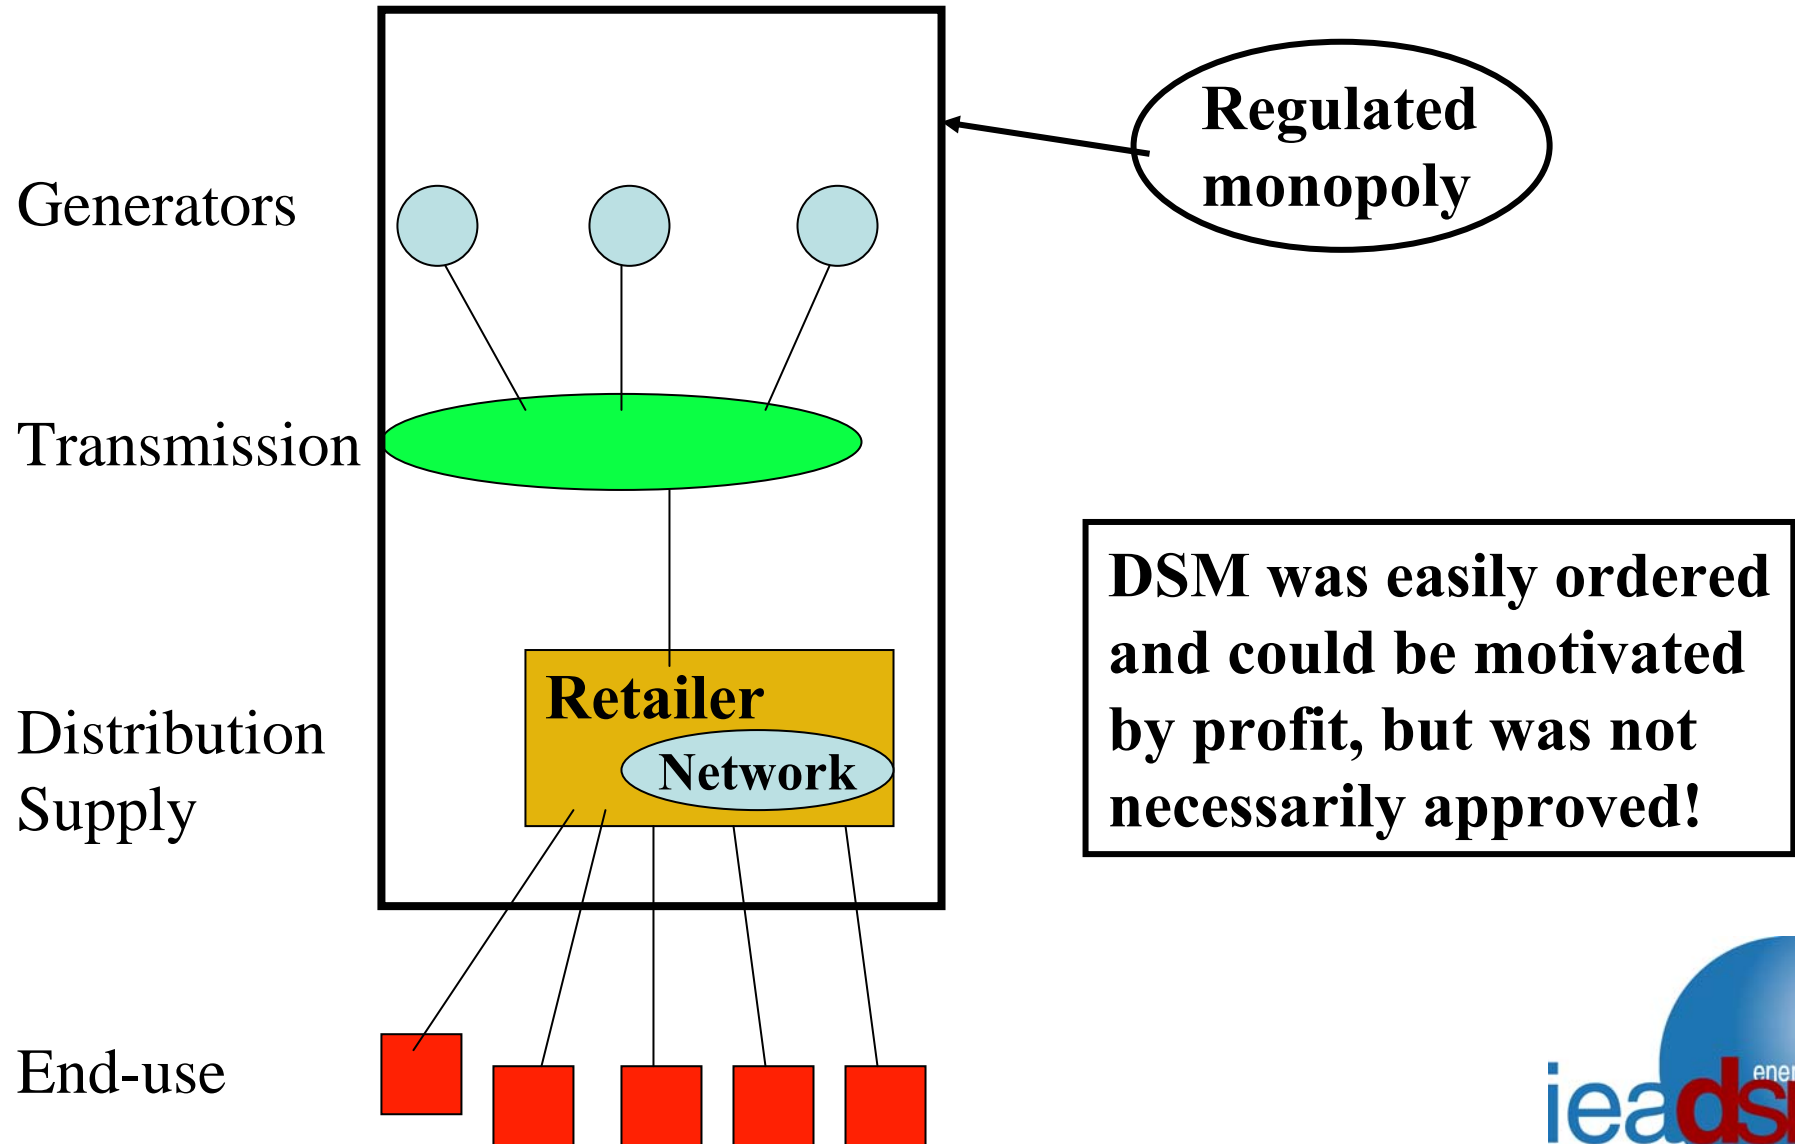 Regulated
monopoly
Generators
Transmission
DSM was easily ordered
and could be motivated
by profit, but was not
necessarily approved!
Retailer
Network
Distribution
Supply
End-use